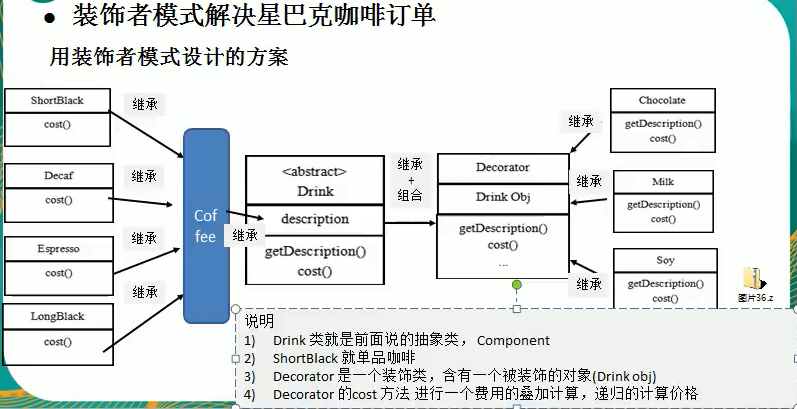 ● 装饰者模式解决星巴克咖啡订单
用装饰者模式设计的方案
ShortBlack
cost()
继承
Decaf
cost()
继承
Espresso
cost()
继承
LongBlack
cost()
继承
Cof
fee
继承
<abstract>
Drink
description
getDescription()
cost()
继承
+
组合
Decorator
Drink Obj
getDescription()
cost()
...
继承
Chocolate
getDescription()
cost()
继承
Milk
getDescription()
cost()
继承
Soy
getDescription()
cost()
图片36.z
说明
1) Drink 类就是前面说的抽象类， Component
2) ShortBlack 就单品咖啡
3) Decorator 是一个装饰类，含有一个被装饰的对象(Drink obj)
4) Decorator 的cost 方法 进行一个费用的叠加计算，递归的计算价格